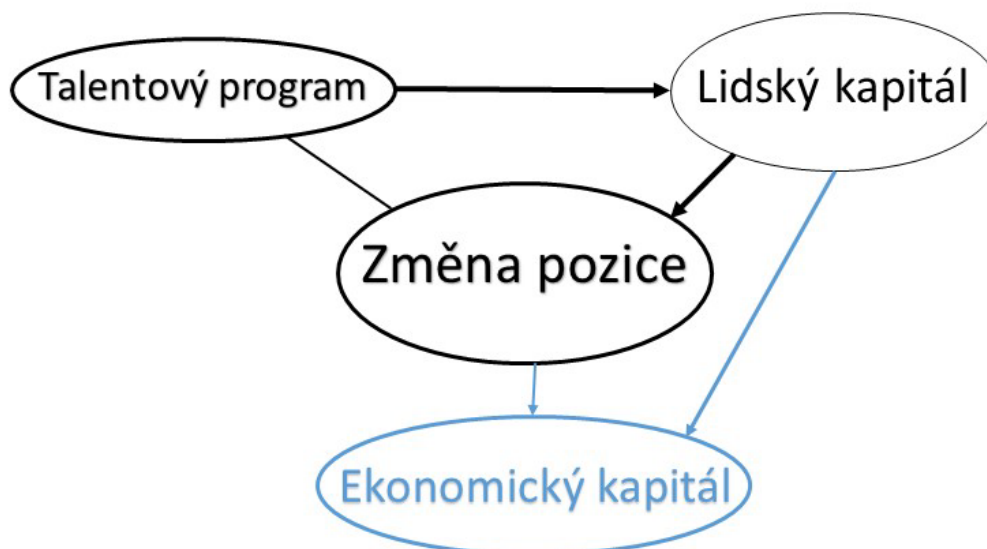 Talentový program
Lidský kapitál
Změna pozice
Ekonomický kapitál